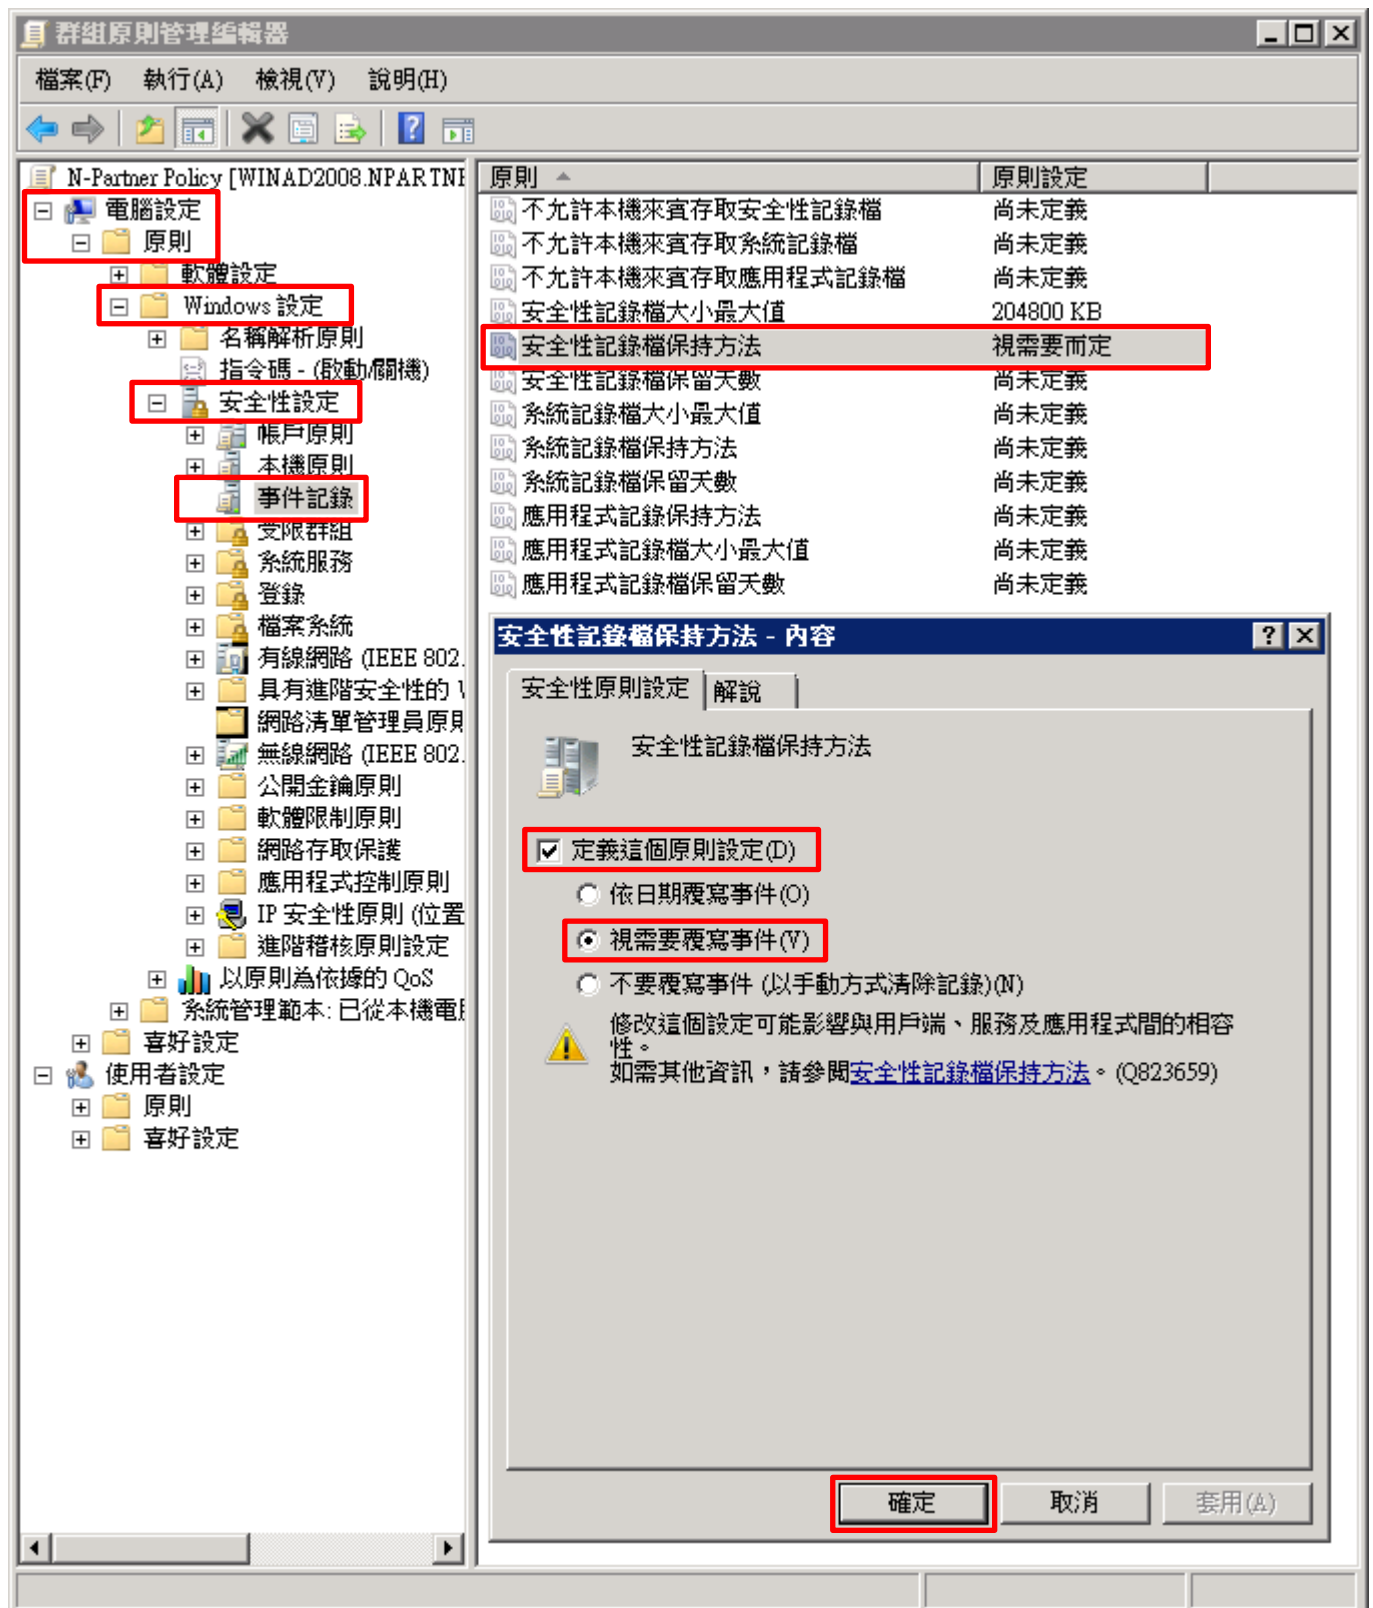 群組原則管理編輯器
檔案(F) 執行(A) 檢視(V) 說明(H)
N-Partner Policy [WINAD2008.NPARTNE
電腦設定
原則
軟體設定
Windows 設定
名稱解析原則
指令碼 - (啟動/關機)
安全性設定
帳戶原則
本機原則
事件記錄
受限群組
系統服務
登錄
檔案系統
有線網路 (IEEE 802.
具有進階安全性的
網路清單管理員原則
無線網路 (IEEE 802.
公開金鑰原則
軟體限制原則
網路存取保護
應用程式控制原則
IP 安全性原則 (位置
進階稽核原則設定
以原則為依據的 QoS
系統管理範本: 已從本機電腦
喜好設定
使用者設定
原則
喜好設定
原則 原則設定
不允許本機來賓存取安全性記錄檔 尚未定義
不允許本機來賓存取系統記錄檔 尚未定義
不允許本機來賓存取應用程式記錄檔 尚未定義
安全性記錄檔大小最大值 204800 KB
安全性記錄檔保持方法 視需要而定
安全性記錄檔保留天數 尚未定義
系統記錄檔大小最大值 尚未定義
系統記錄檔保持方法 尚未定義
系統記錄檔保留天數 尚未定義
應用程式記錄保持方法 尚未定義
應用程式記錄檔大小最大值 尚未定義
應用程式記錄檔保留天數 尚未定義
安全性記錄檔保持方法 - 內容
安全性原則設定 解說
安全性記錄檔保持方法
定義這個原則設定(D)
依日期覆寫事件(O)
視需要覆寫事件(V)
不要覆寫事件 (以手動方式清除記錄)(N)
修改這個設定可能影響與用戶端、服務及應用程式間的相容
性。
如需其他資訊，請參閱安全性記錄檔保持方法。(Q823659)
確定 取消 套用(A)